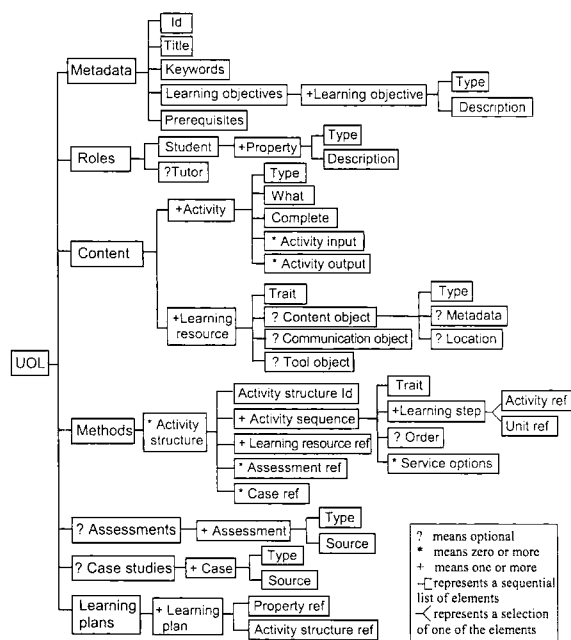 UOL
Metadata
Id
Title
Keywords
Learning objectives
+Learning objective
Type
Description
Prerequisites
Roles
Student
+Property
Type
Description
?Tutor
Content
+Activity
Type
What
Complete
* Activity input
* Activity output
+Learning
resource
Trait
? Content object
Type
? Metadata
? Location
? Communication object
? Tool object
Methods
* Activity
structure
Activity structure Id
+ Activity sequence
Trait
+Learning step
Activity ref
Unit ref
? Order
* Service options
+ Learning resource ref
* Assessment ref
* Case ref
? Assessments
+ Assessment
Type
Source
? Case studies
+ Case
Type
Source
Learning
plans
+ Learning
plan
Property ref
Activity structure ref
? means optional
* means zero or more
+ means one or more
represents a sequential
list of elements
represents a selection
of one of the elements